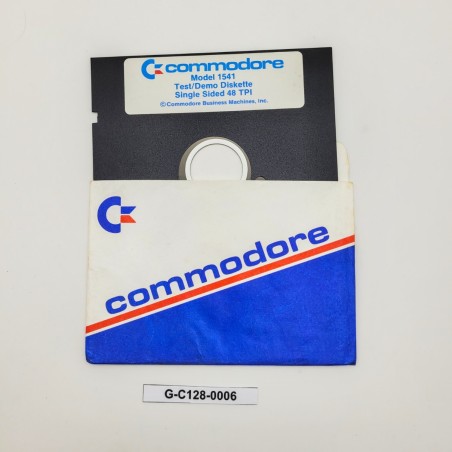 commodore
Model 1541
Test/Demo Diskette
Single Sided 48 TPI
©Commodore Business Machines, Inc.
commodore
G-C128-0006